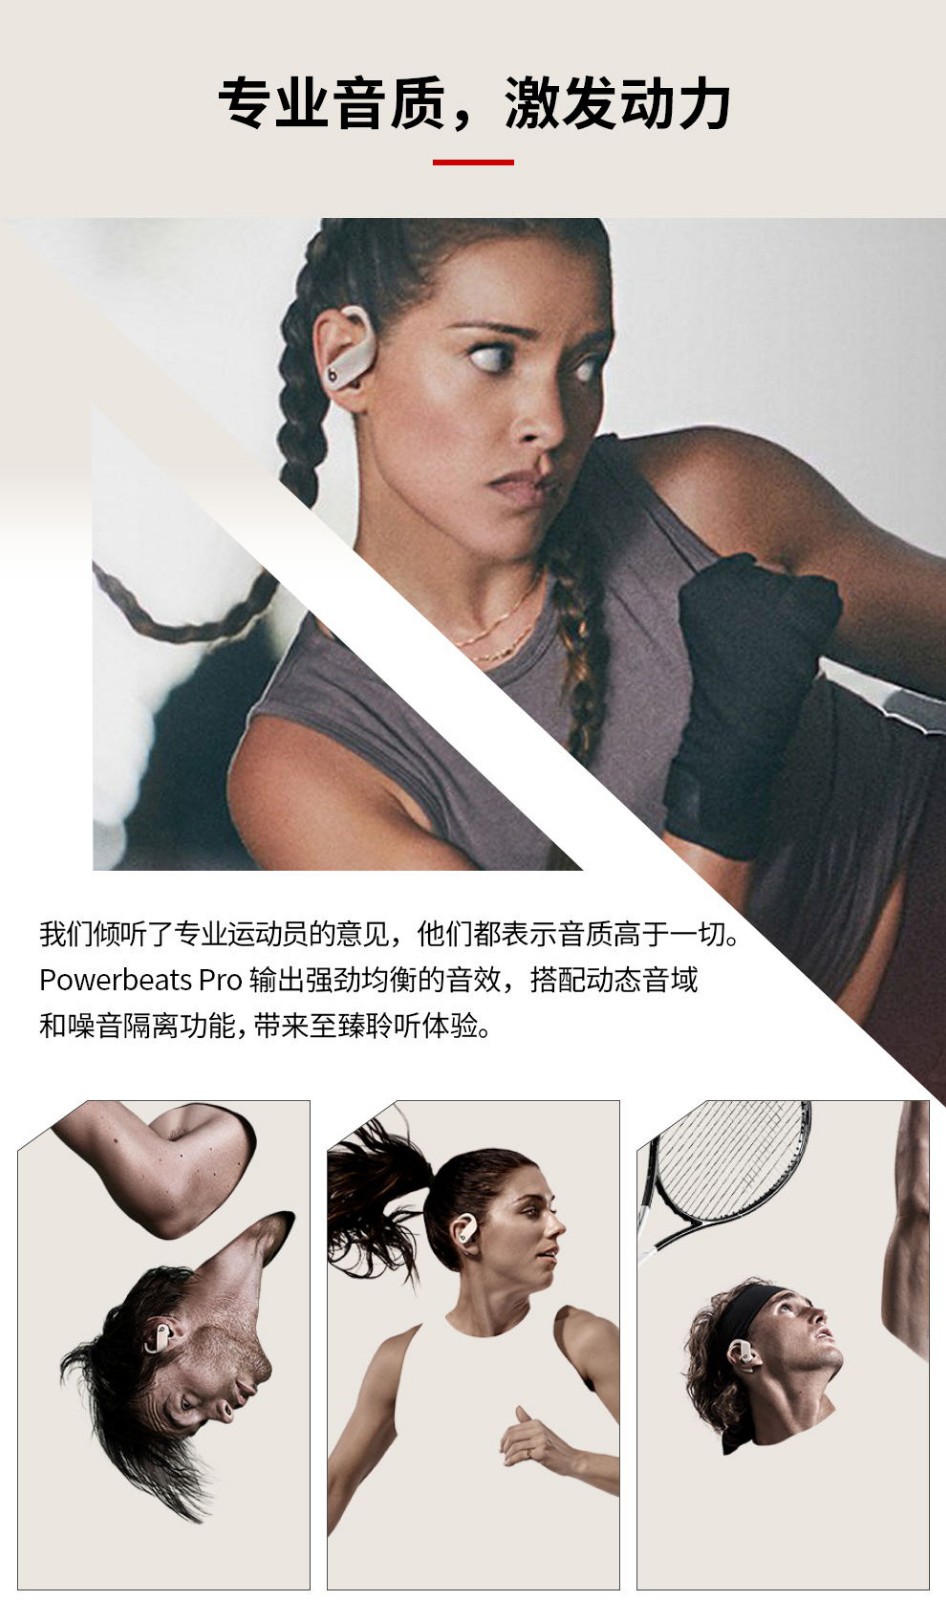 专业音质，激发动力
我们倾听了专业运动员的意见，他们都表示音质高于一切。
Powerbeats Pro 输出强劲均衡的音效，搭配动态音域
和噪音隔离功能，带来至臻聆听体验。